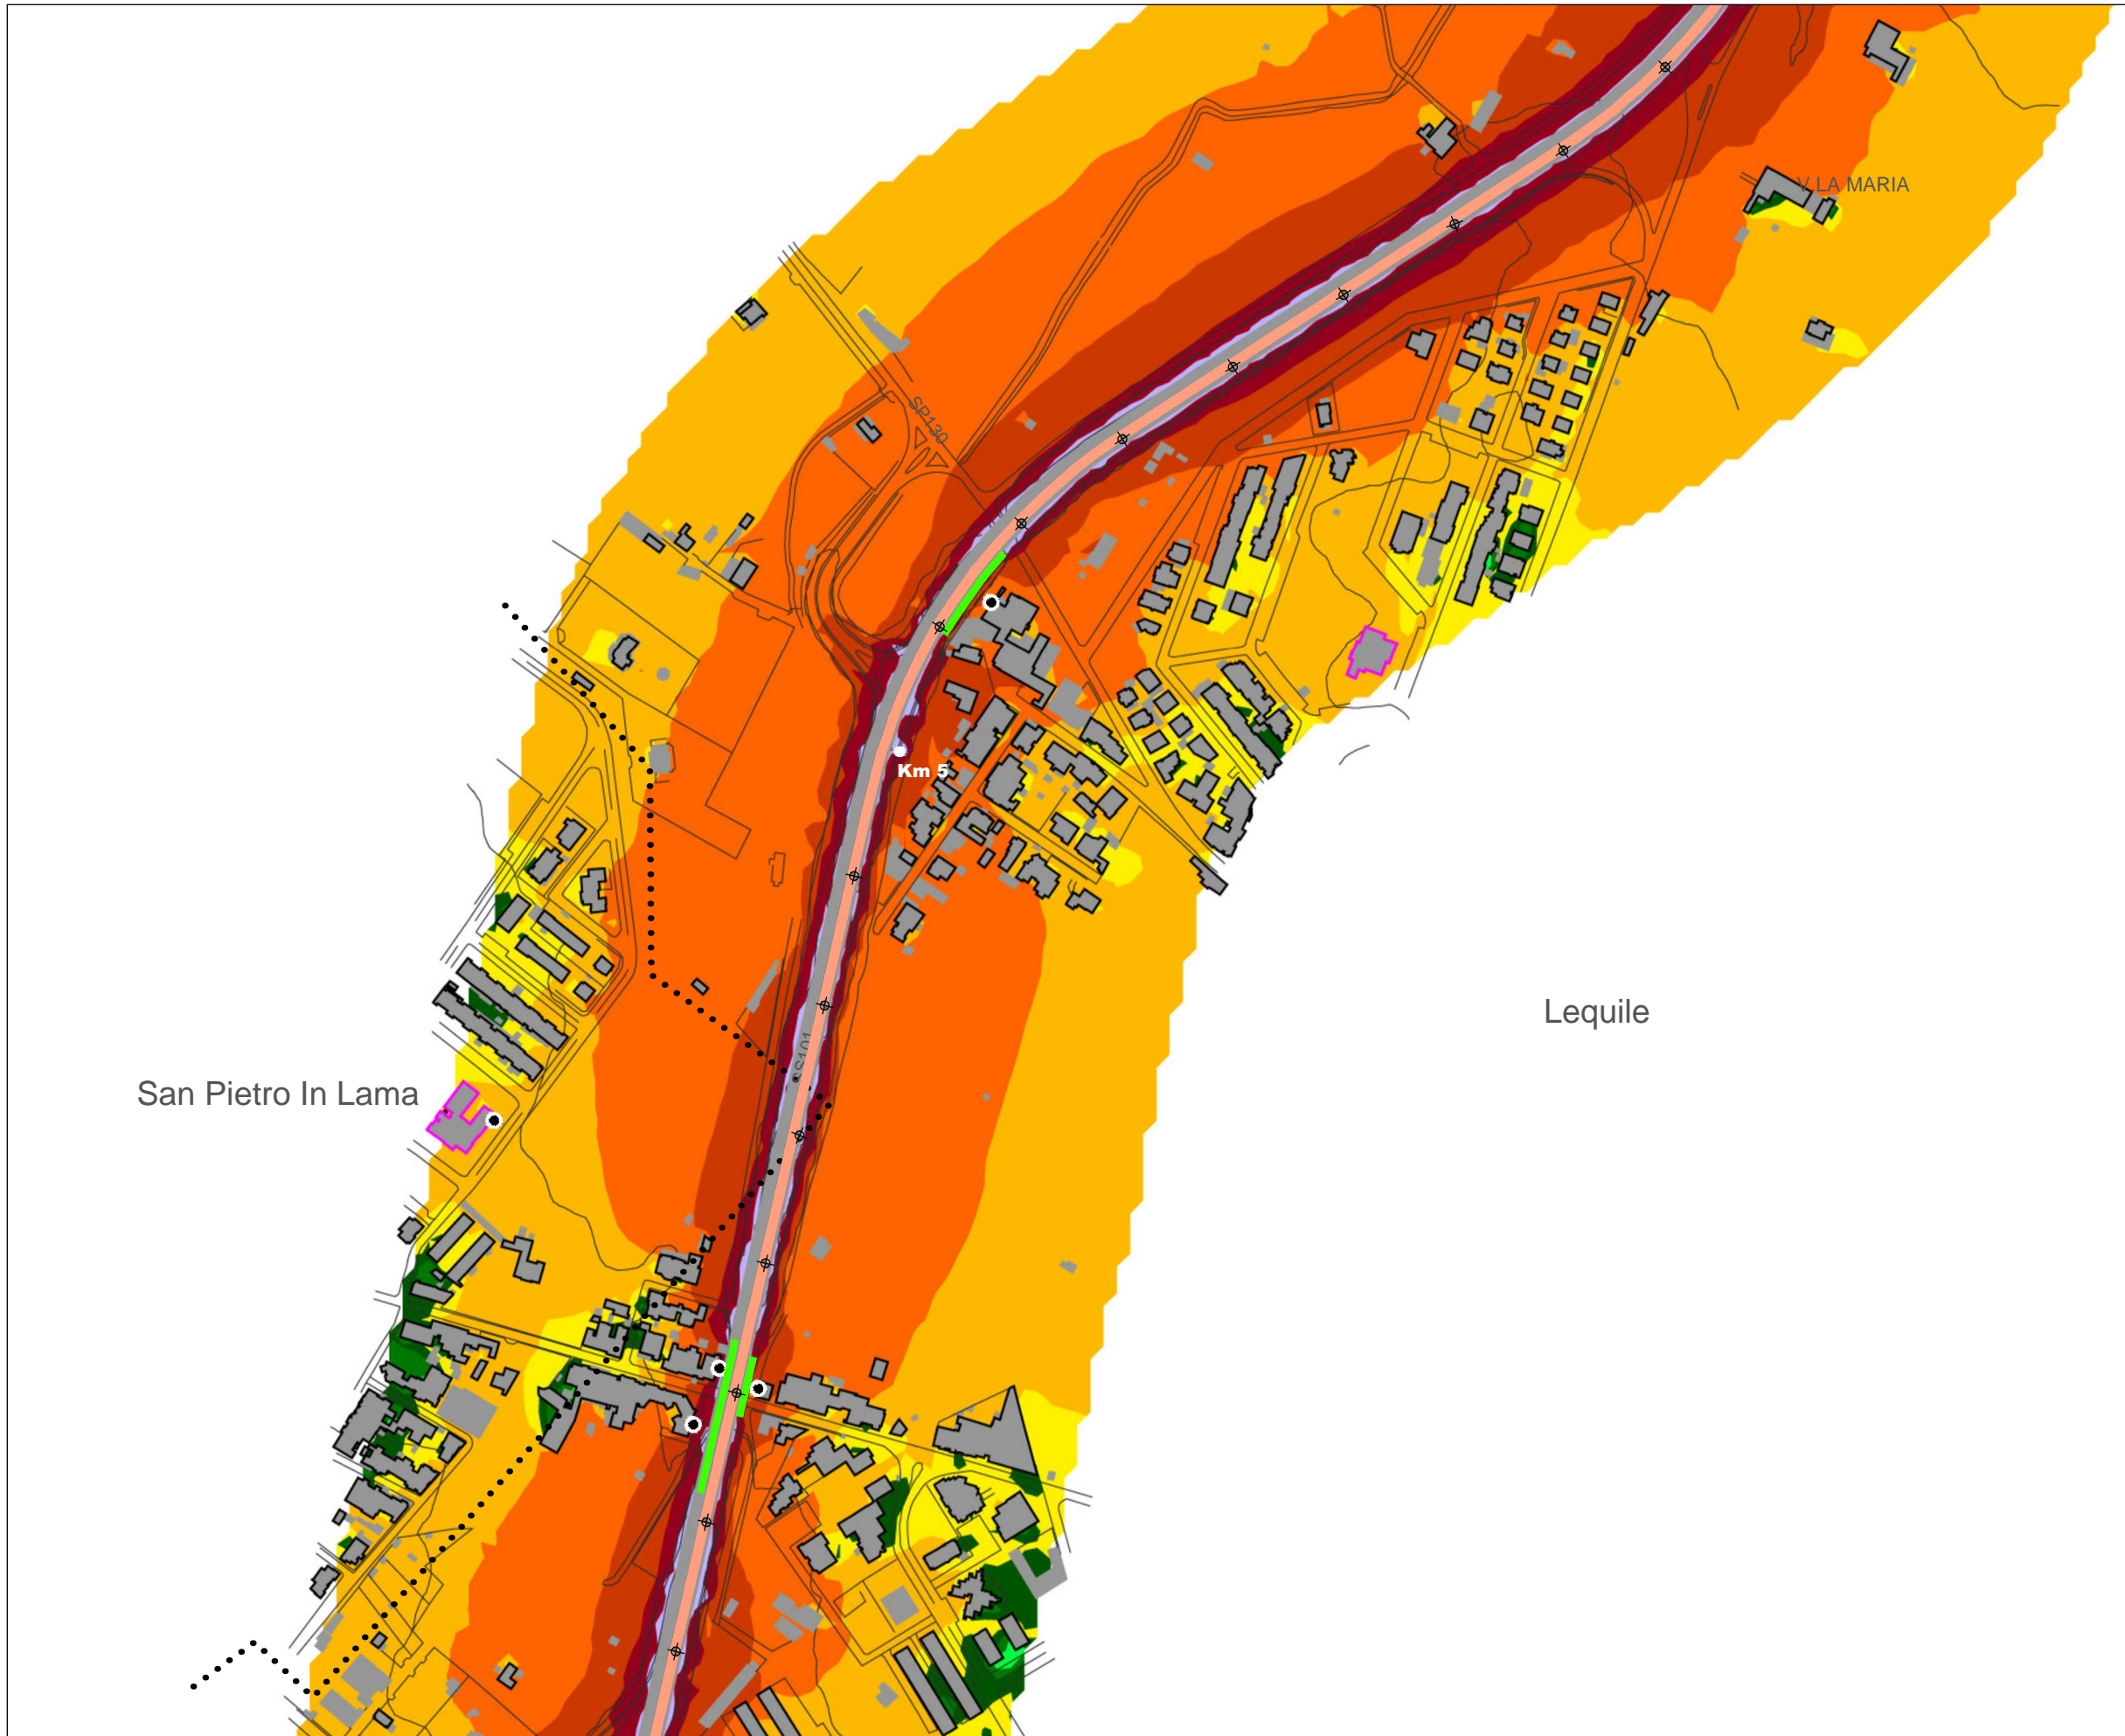 V LA MARIA
SP130
Km 5
Lequile
SS101
San Pietro In Lama